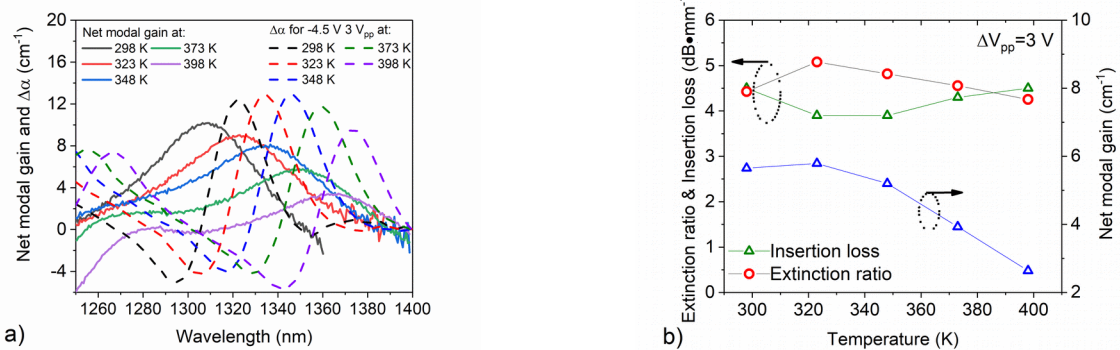 Net modal gain at:
298 K 373 K
323 K 398 K
348 K
Δα for -4.5 V 3 Vpp at:
298 K 373 K
323 K 398 K
348 K
Net modal gain and Δα (cm⁻¹)
20
16
12
8
4
0
-4
1260 1280 1300 1320 1340 1360 1380 1400
Wavelength (nm)
a)
ΔVpp=3 V
Extinction ratio & Insertion loss (dB•mm⁻¹
6
5
4
3
2
1
0
Insertion loss
Extinction ratio
10
8
6
4
2
Net modal gain (cm⁻¹)
300 320 340 360 380 400
Temperature (K)
b)